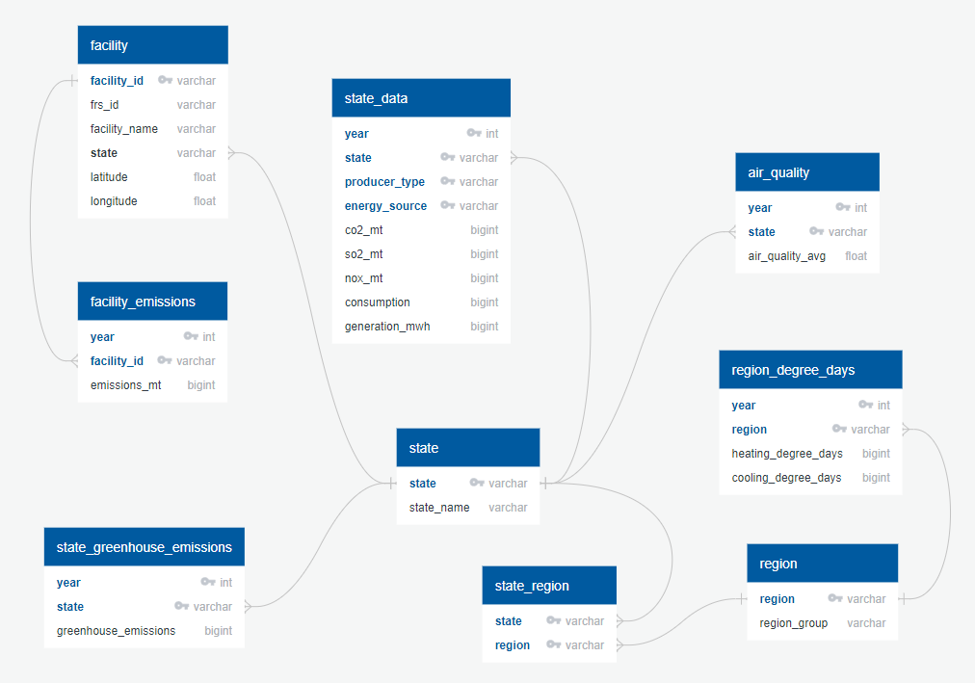 facility
facility_id varchar
frs_id varchar
facility_name varchar
state varchar
latitude float
longitude float
state_data
year int
state varchar
producer_type varchar
energy_source varchar
co2_mt bigint
so2_mt bigint
nox_mt bigint
consumption bigint
generation_mwh bigint
air_quality
year int
state varchar
air_quality_avg float
facility_emissions
year int
facility_id varchar
emissions_mt bigint
region_degree_days
year int
region varchar
heating_degree_days bigint
cooling_degree_days bigint
state
state varchar
state_name varchar
state_greenhouse_emissions
year int
state varchar
greenhouse_emissions bigint
state_region
state varchar
region varchar
region
region varchar
region_group varchar